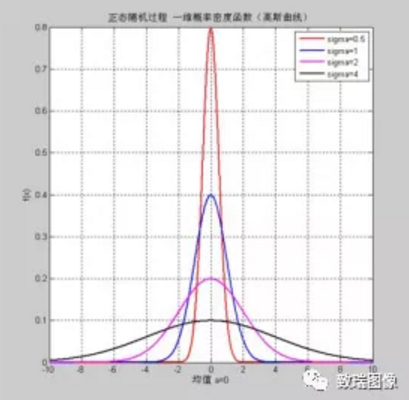 正态随机过程 一维概率密度函数（高斯曲线）
sigma=0.5
sigma=1
sigma=2
sigma=4
0.8
0.7
0.6
0.5
0.4
0.3
0.2
0.1
0
f(x)
-10 -8 -6 -4 -2 0 2 4 6 8 10
均值 a=0
致瑞图像